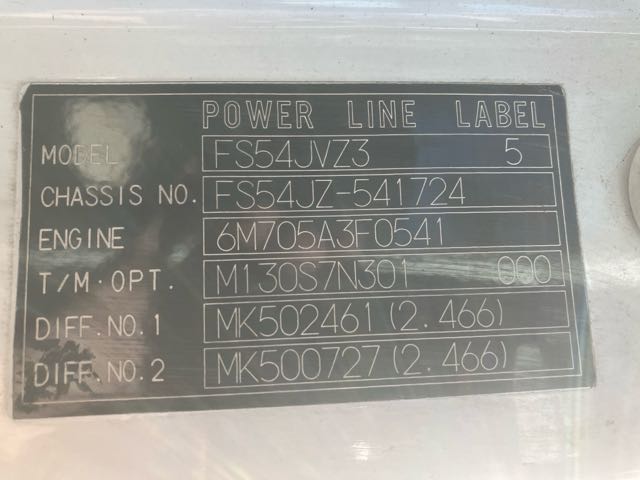 POWER LINE LABEL
MODEL FS54JVZ3 5
CHASSIS NO. FS54JZ-541724
ENGINE 6M705A3F0541
T/M·OPT. M130S7N301 000
DIFF.NO.1 MK502461(2.466)
DIFF.NO.2 MK500727(2.466)